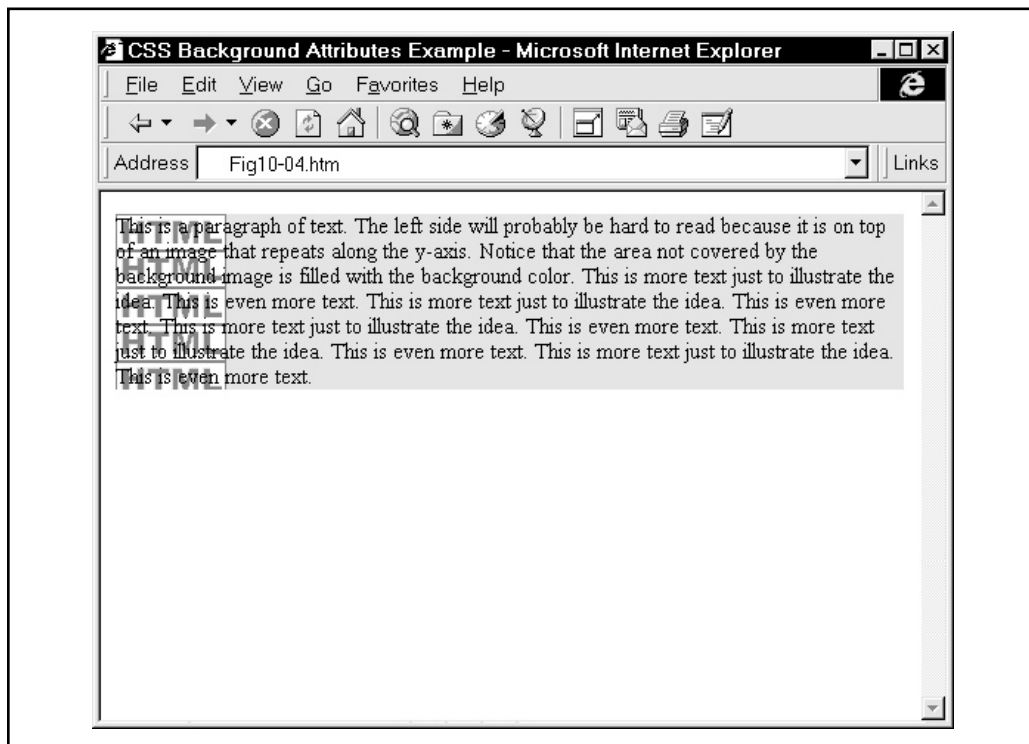 CSS Background Attributes Example - Microsoft Internet Explorer
File Edit View Go Favorites Help
Address Fig10-04.htm Links
This is a paragraph of text. The left side will probably be hard to read because it is on top
of an image that repeats along the y-axis. Notice that the area not covered by the
background image is filled with the background color. This is more text just to illustrate the
idea. This is even more text. This is more text just to illustrate the idea. This is even more
text. This is more text just to illustrate the idea. This is even more text. This is more text
just to illustrate the idea. This is even more text. This is more text just to illustrate the idea.
This is even more text.
HTML
HTML
HTML
HTML
HTML